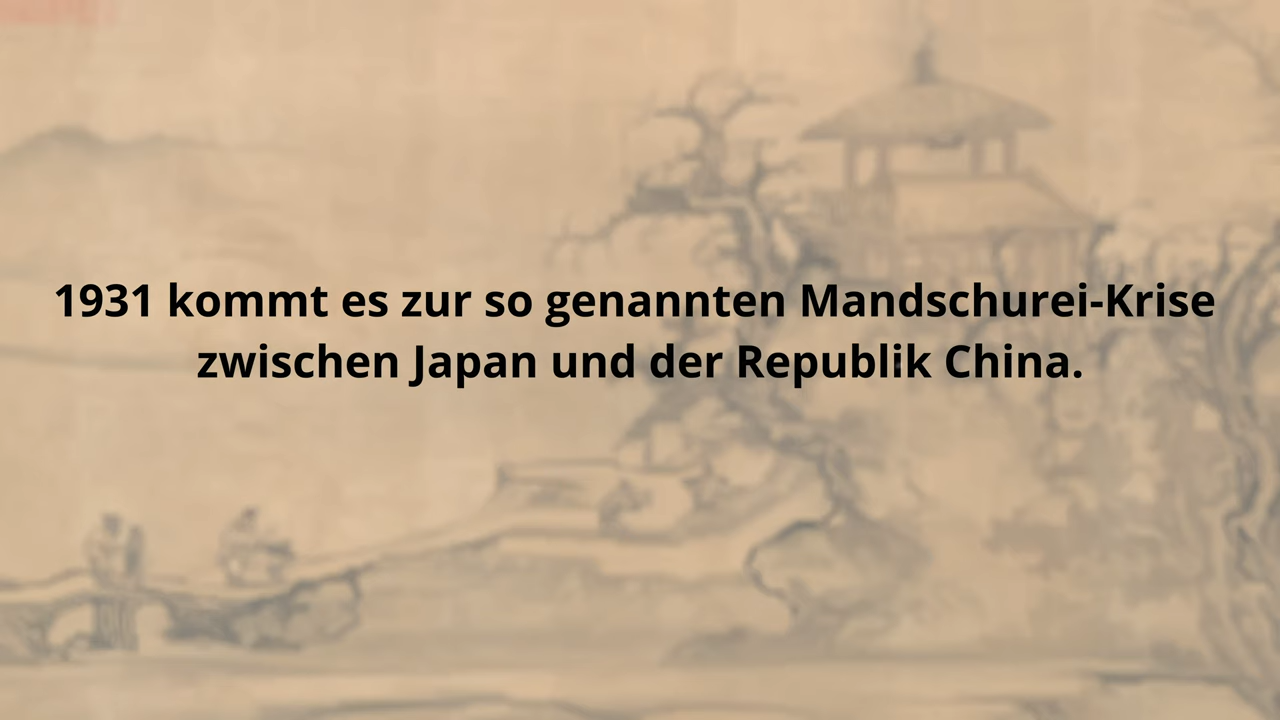 1931 kommt es zur so genannten Mandschurei-Krise
zwischen Japan und der Republik China.